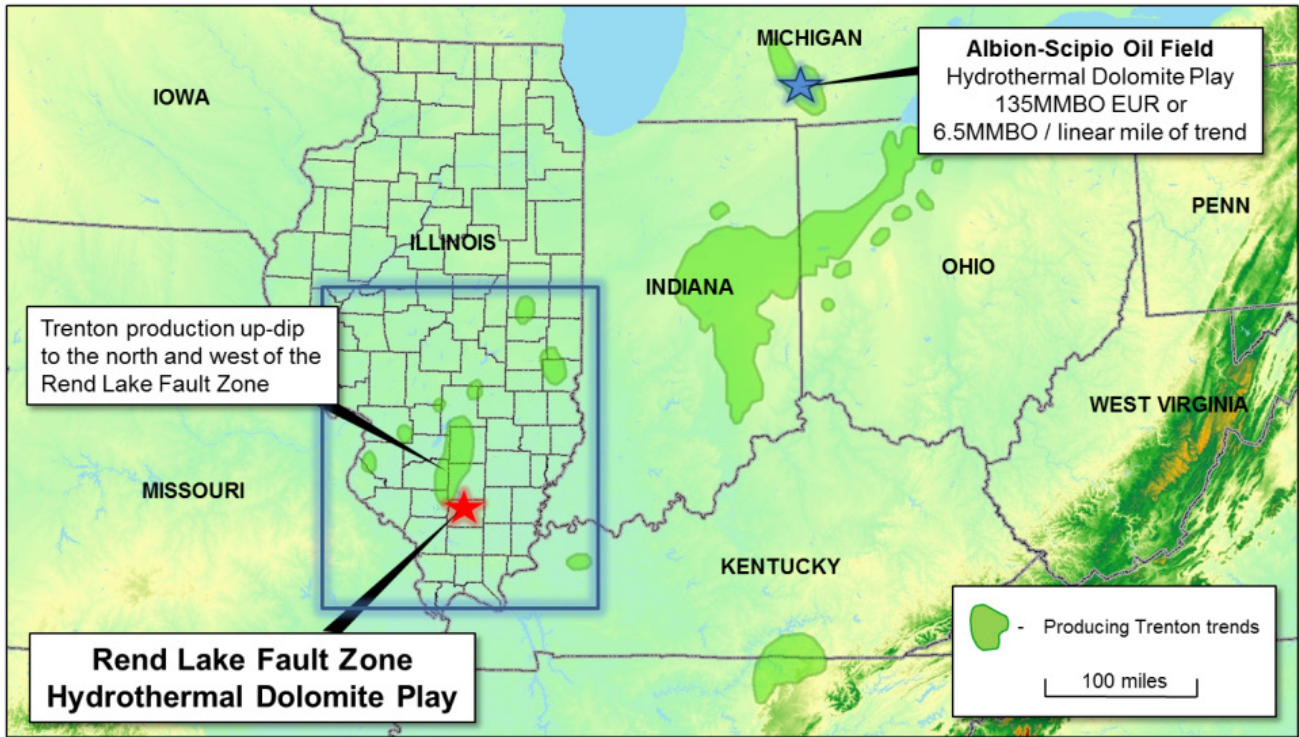 MICHIGAN
Albion-Scipio Oil Field
Hydrothermal Dolomite Play
135MMBO EUR or
6.5MMBO / linear mile of trend
IOWA
PENN
ILLINOIS
OHIO
INDIANA
Trenton production up-dip
to the north and west of the
Rend Lake Fault Zone
WEST VIRGINIA
MISSOURI
KENTUCKY
Rend Lake Fault Zone
Hydrothermal Dolomite Play
- Producing Trenton trends
100 miles